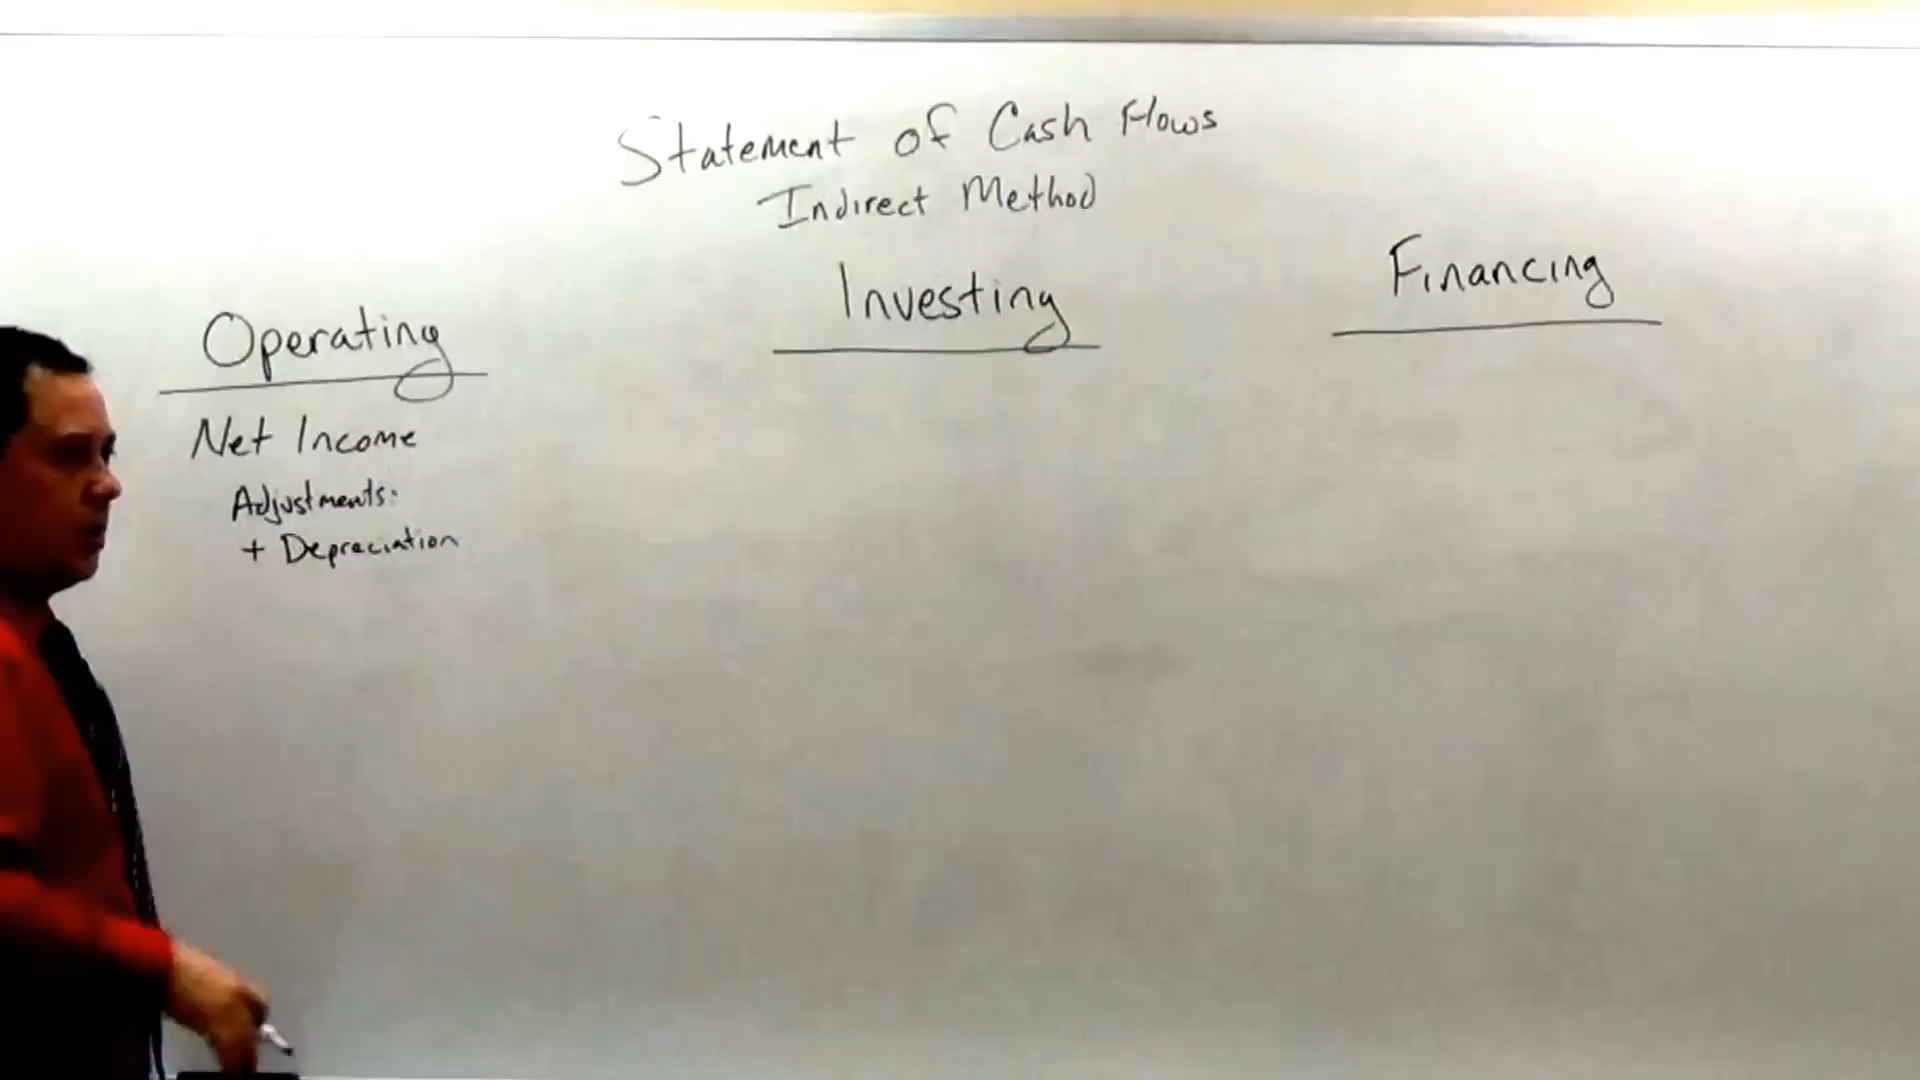 Statement of Cash Flows
Indirect Method
Operating
Investing
Financing
Net Income
Adjustments:
+ Depreciation